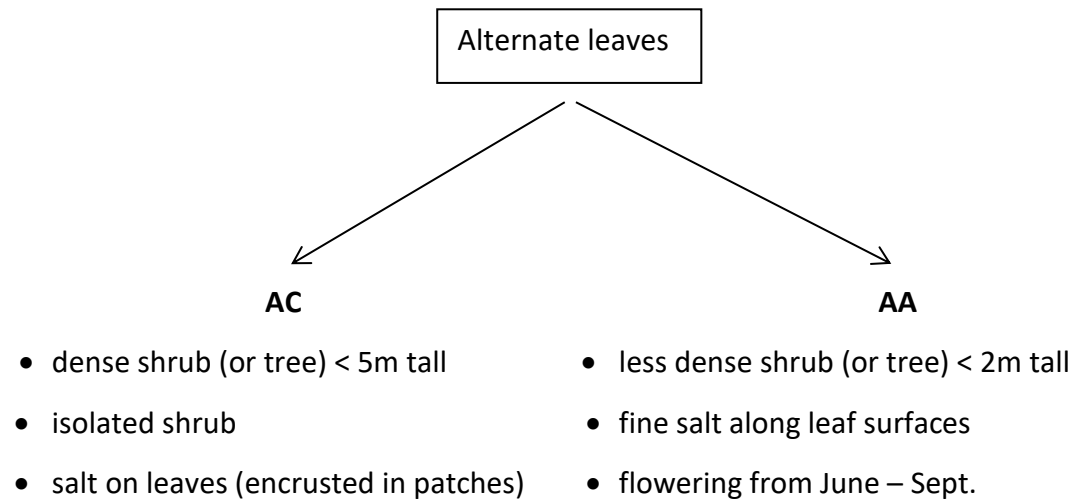 Alternate leaves
AC
• dense shrub (or tree) < 5m tall
• isolated shrub
• salt on leaves (encrusted in patches)
AA
• less dense shrub (or tree) < 2m tall
• fine salt along leaf surfaces
• flowering from June – Sept.